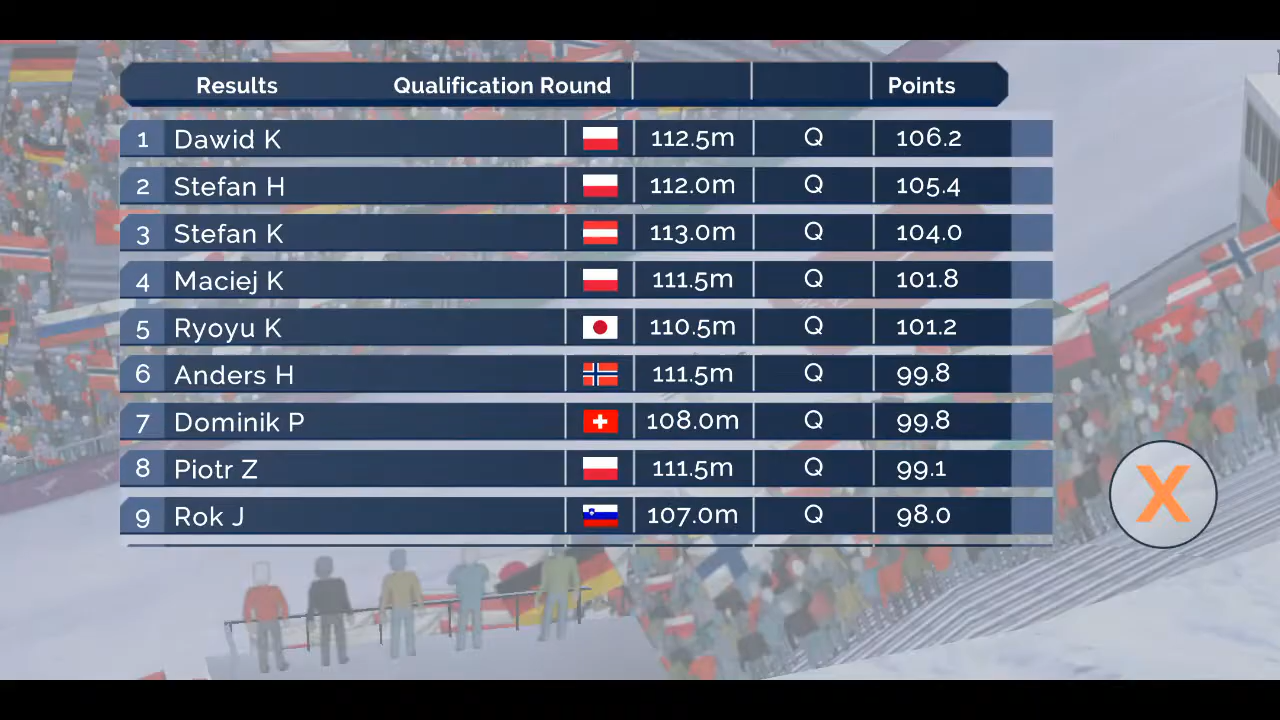 Results Qualification Round Points
1 Dawid K 112.5m Q 106.2
2 Stefan H 112.0m Q 105.4
3 Stefan K 113.0m Q 104.0
4 Maciej K 111.5m Q 101.8
5 Ryoyu K 110.5m Q 101.2
6 Anders H 111.5m Q 99.8
7 Dominik P 108.0m Q 99.8
8 Piotr Z 111.5m Q 99.1
9 Rok J 107.0m Q 98.0
X